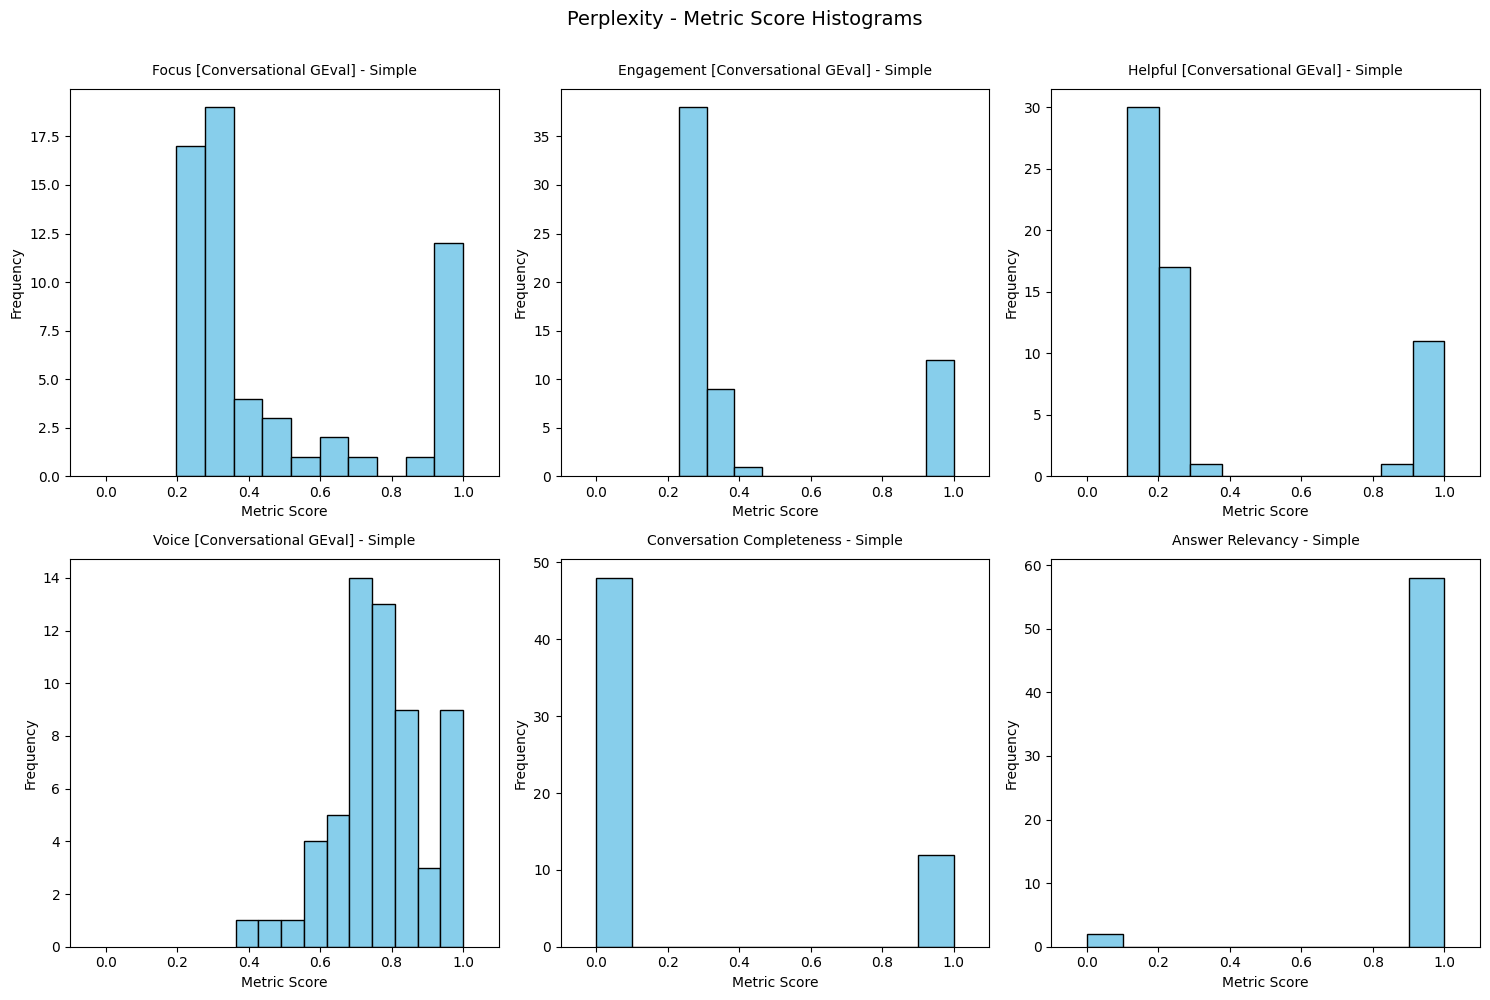 Perplexity - Metric Score Histograms
Focus [Conversational GEval] - Simple
Frequency
17.5
15.0
12.5
10.0
7.5
5.0
2.5
0.0
0.0 0.2 0.4 0.6 0.8 1.0
Metric Score
Engagement [Conversational GEval] - Simple
Frequency
35
30
25
20
15
10
5
0
0.0 0.2 0.4 0.6 0.8 1.0
Metric Score
Helpful [Conversational GEval] - Simple
Frequency
30
25
20
15
10
5
0
0.0 0.2 0.4 0.6 0.8 1.0
Metric Score
Voice [Conversational GEval] - Simple
Frequency
14
12
10
8
6
4
2
0
0.0 0.2 0.4 0.6 0.8 1.0
Metric Score
Conversation Completeness - Simple
Frequency
50
40
30
20
10
0
0.0 0.2 0.4 0.6 0.8 1.0
Metric Score
Answer Relevancy - Simple
Frequency
60
50
40
30
20
10
0
0.0 0.2 0.4 0.6 0.8 1.0
Metric Score